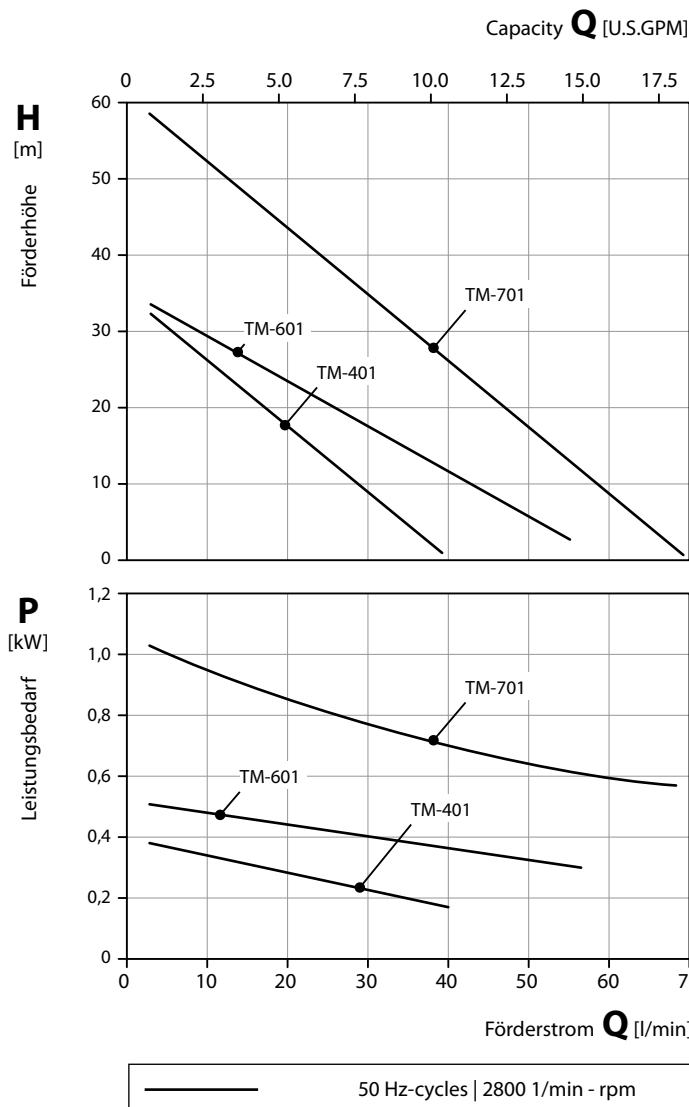 Capacity Q [U.S.GPM]
0 2.5 5.0 7.5 10.0 12.5 15.0 17.5
H
[m]
Förderhöhe
60
50
40
30
20
10
0
TM-701
TM-601
TM-401
P
[kW]
Leistungsbedarf
1,2
1,0
0,8
0,6
0,4
0,2
0
TM-701
TM-601
TM-401
0 10 20 30 40 50 60 70
Förderstrom Q [l/min]
50 Hz-cycles | 2800 1/min - rpm